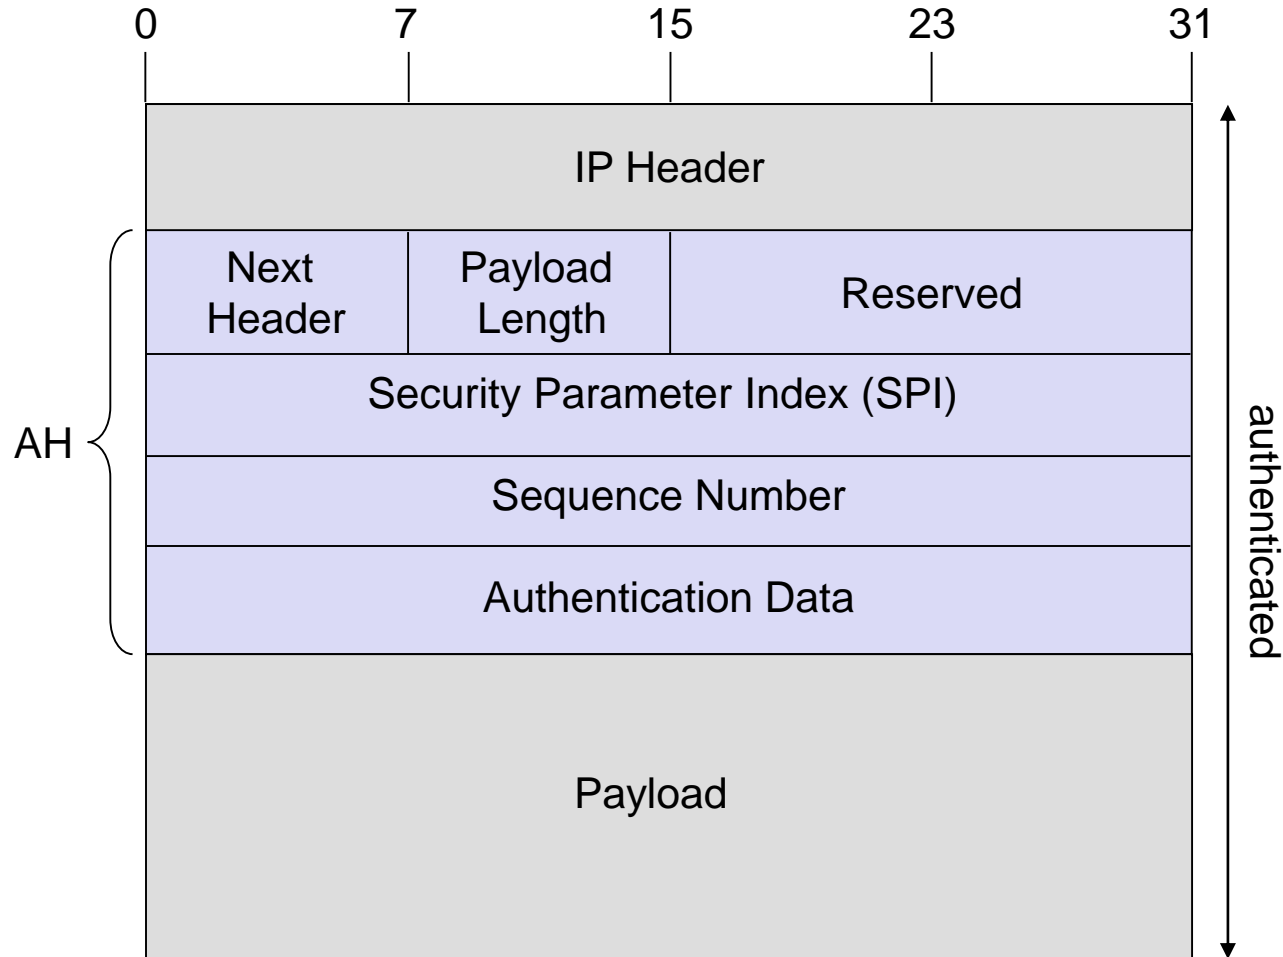 0 7 15 23 31
IP Header
Next
Header
Payload
Length
Reserved
Security Parameter Index (SPI)
AH
Sequence Number
Authentication Data
authenticated
Payload